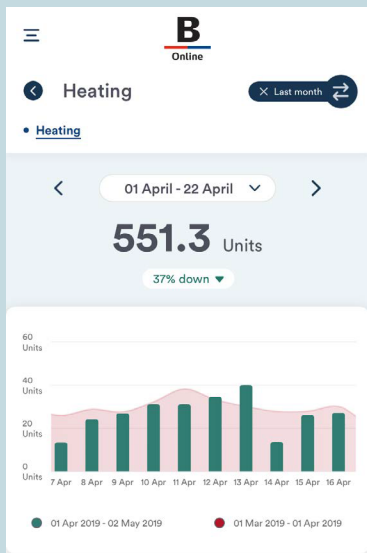 B
Online
Heating
× Last month
• Heating
01 April - 22 April
551.3 Units
37% down ▼
60
Units
40
Units
20
Units
0
Units
7 Apr 8 Apr 9 Apr 10 Apr 11 Apr 12 Apr 13 Apr 14 Apr 15 Apr 16 Apr
01 Apr 2019 - 02 May 2019
01 Mar 2019 - 01 Apr 2019